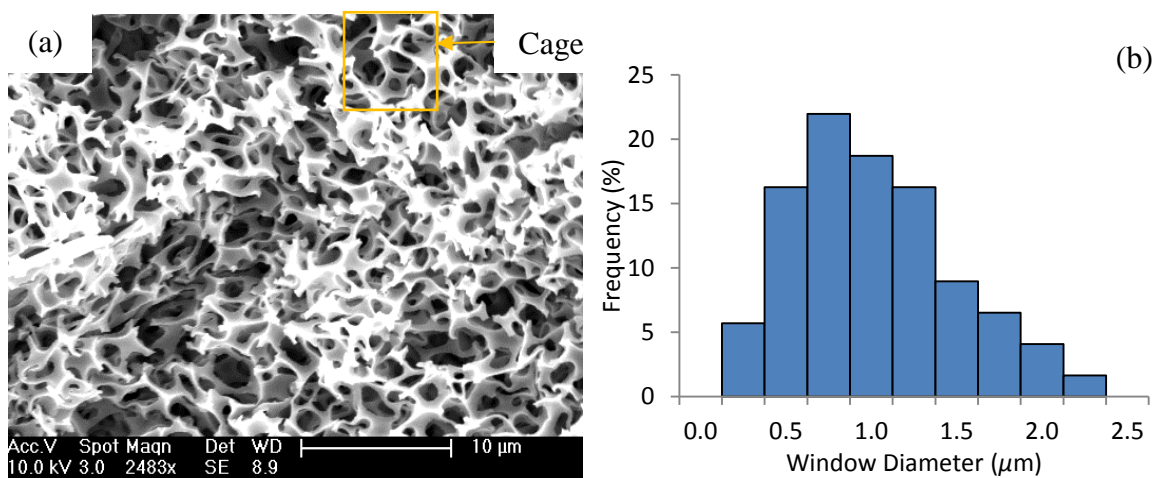 (a)
Cage
Acc.V Spot Magn Det WD
10.0 kV 3.0 2483x SE 8.9
10 µm
(b)
25
20
15
10
5
0
Frequency (%)
0.0 0.5 1.0 1.5 2.0 2.5
Window Diameter (µm)